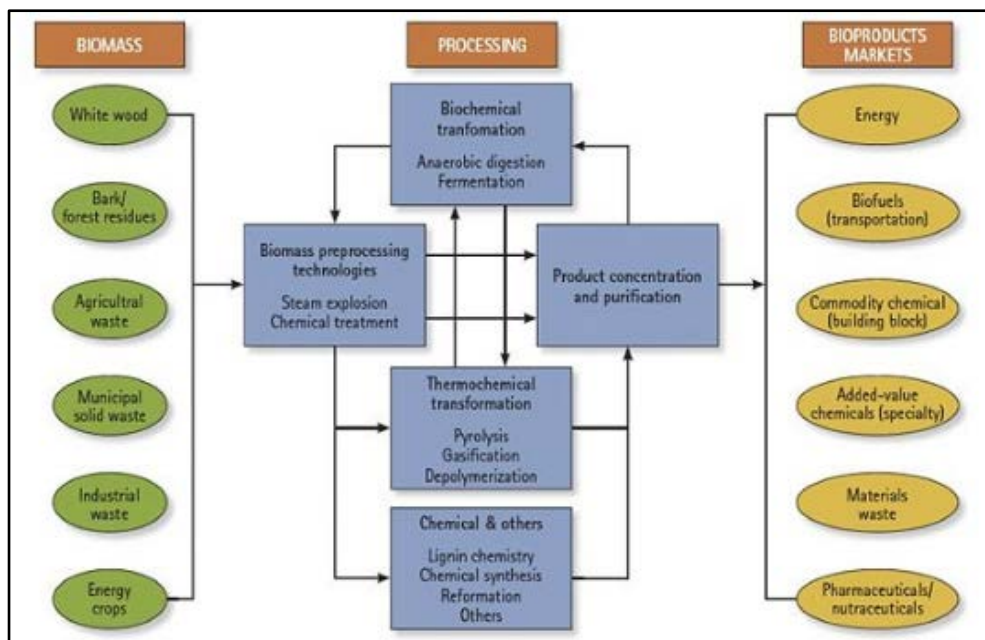 BIOMASS
White wood
Bark/
forest residues
Agricultral
waste
Municipal
solid waste
Industrial
waste
Energy
crops
PROCESSING
Biochemical
tranfomation
Anaerobic digestion
Fermentation
Biomass preprocessing
technologies
Steam explosion
Chemical treatment
Product concentration
and purification
Thermochemical
transformation
Pyrolysis
Gasification
Depolymerization
Chemical & others
Lignin chemistry
Chemical synthesis
Reformation
Others
BIOPRODUCTS
MARKETS
Energy
Biofuels
(transportation)
Commodity chemical
(building block)
Added-value
chemicals (specialty)
Materials
waste
Pharmaceuticals/
nutraceuticals